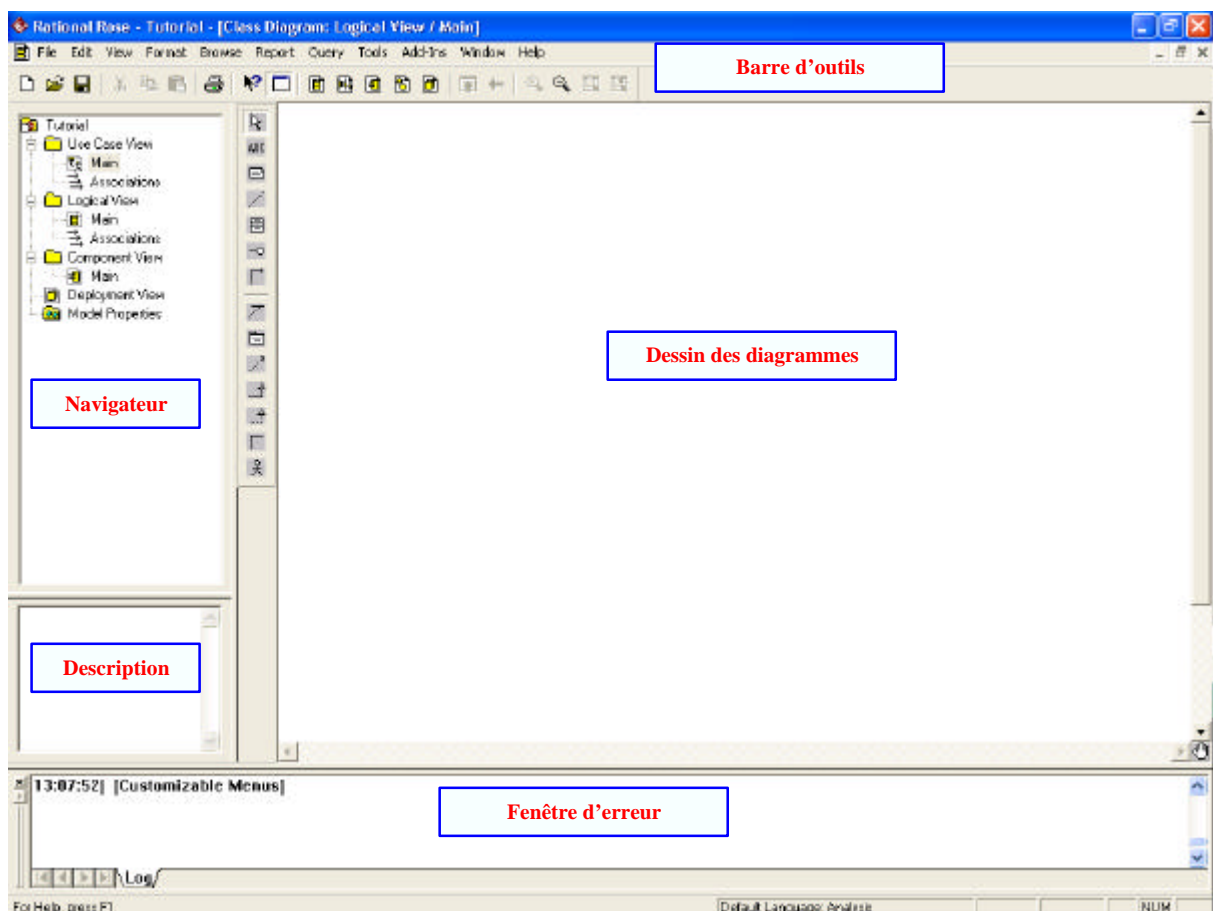 Rational Rose - Tutorial - [Class Diagram: Logical View / Main]
File Edit View Format Browse Report Query Tools Add-Ins Window Help
Barre d'outils
Tutorial
Use Case View
Main
Associations
Logical View
Main
Associations
Component View
Main
Deployment View
Model Properties
ABC
Dessin des diagrammes
Navigateur
Description
13:07:52| [Customizable Menus]
Fenêtre d'erreur
Log
For Help, press F1
Default Language: Analysis
NUM